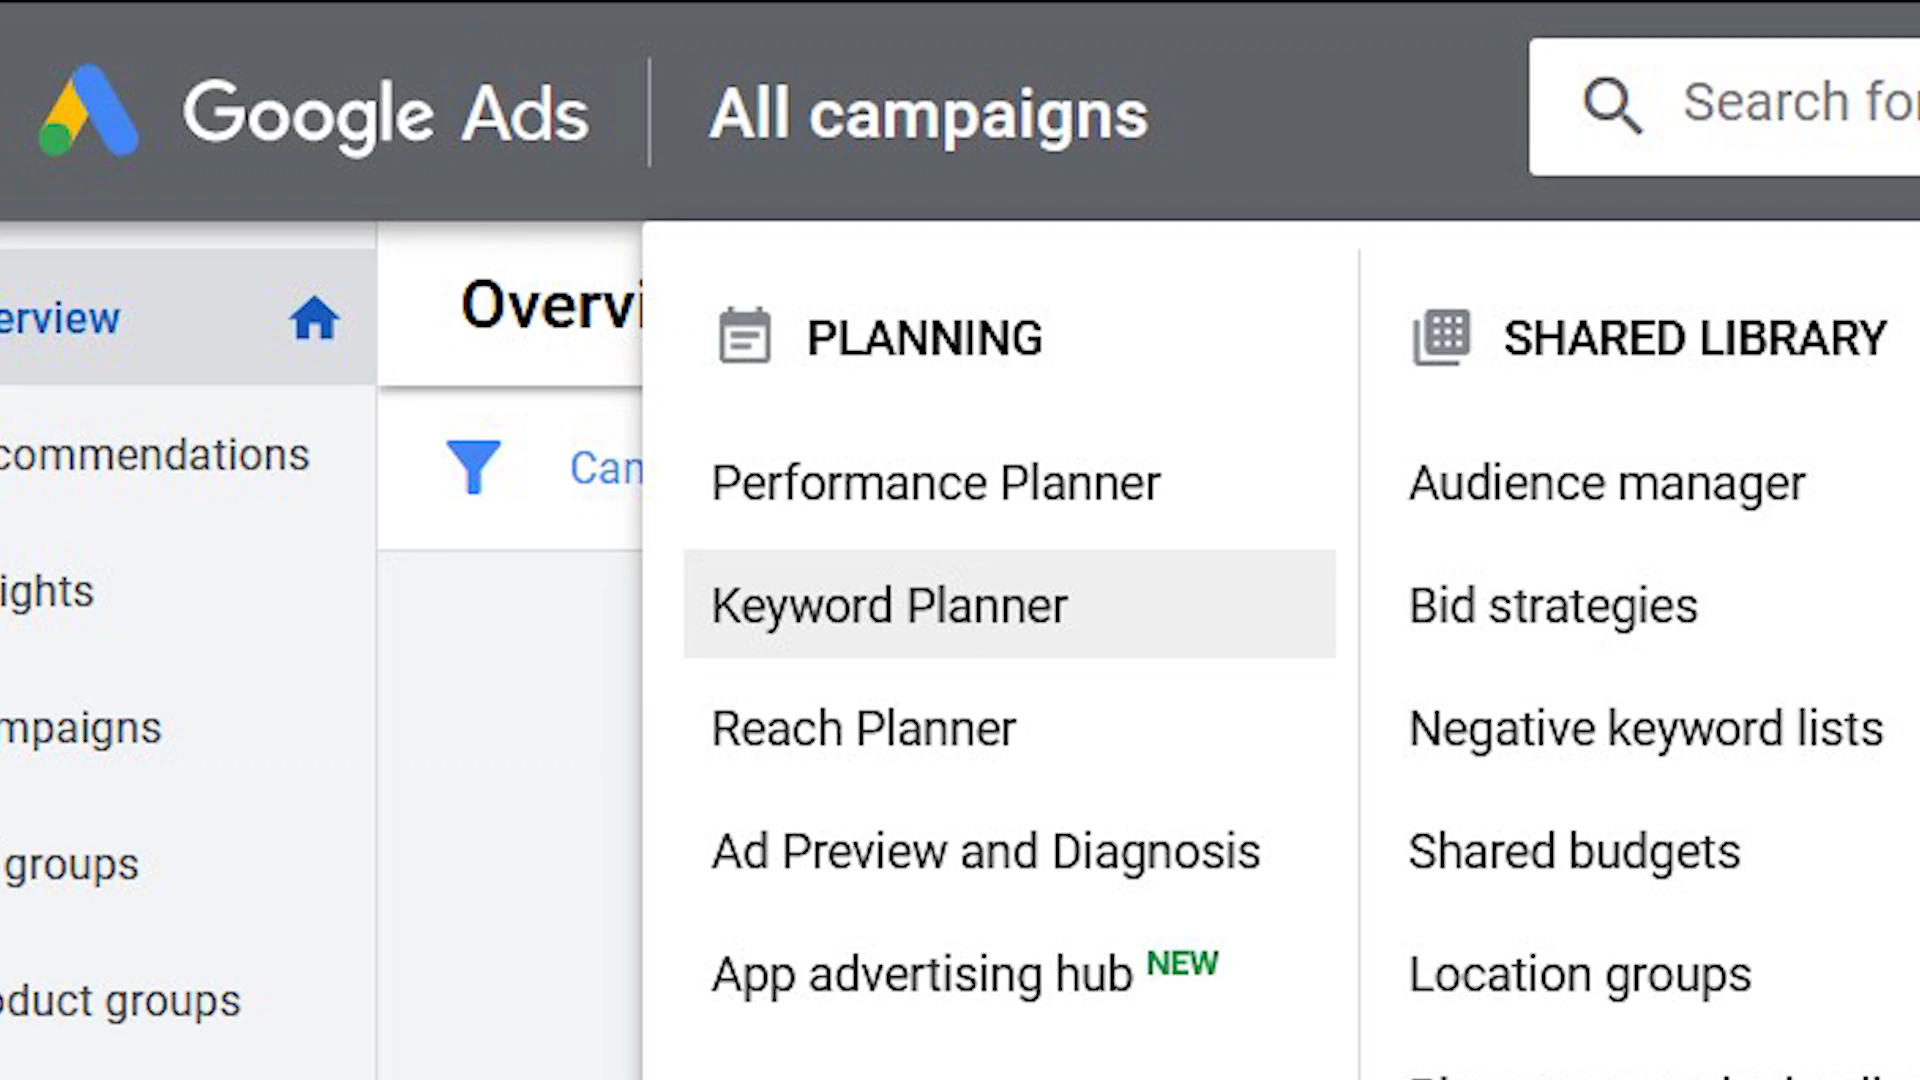 Google Ads
All campaigns
Search for
erview
commendations
ights
mpaigns
groups
duct groups
Overvi
Cam
PLANNING
Performance Planner
Keyword Planner
Reach Planner
Ad Preview and Diagnosis
App advertising hub NEW
SHARED LIBRARY
Audience manager
Bid strategies
Negative keyword lists
Shared budgets
Location groups